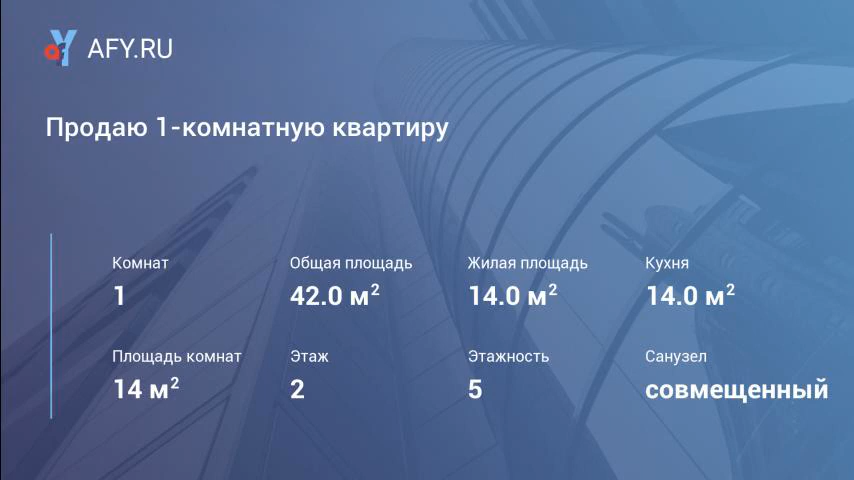 AFY.RU
Продаю 1-комнатную квартиру
Комнат Общая площадь Жилая площадь Кухня
1 42.0 м² 14.0 м² 14.0 м²
Площадь комнат Этаж Этажность Санузел
14 м² 2 5 совмещенный